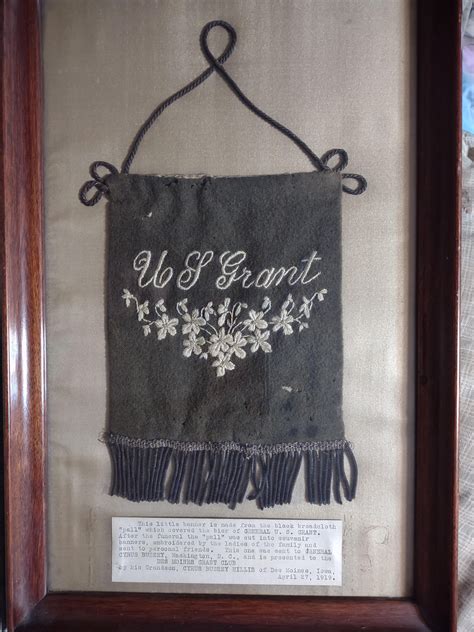 U S Grant
This little banner is made from the black broadcloth
"pall" which covered the bier of GENERAL U. S. GRANT.
After the funeral the "pall" was cut into souvenir
banners, embroidered by the ladies of the family and
sent to personal friends. This one was sent to GENERAL
CYRUS BUSSEY, Washington, D. C., and is presented to the
DES MOINES GRANT CLUB
by his Grandson, CYRUS BUSSEY HILLIS of Des Moines, Iowa,
April 27, 1919.